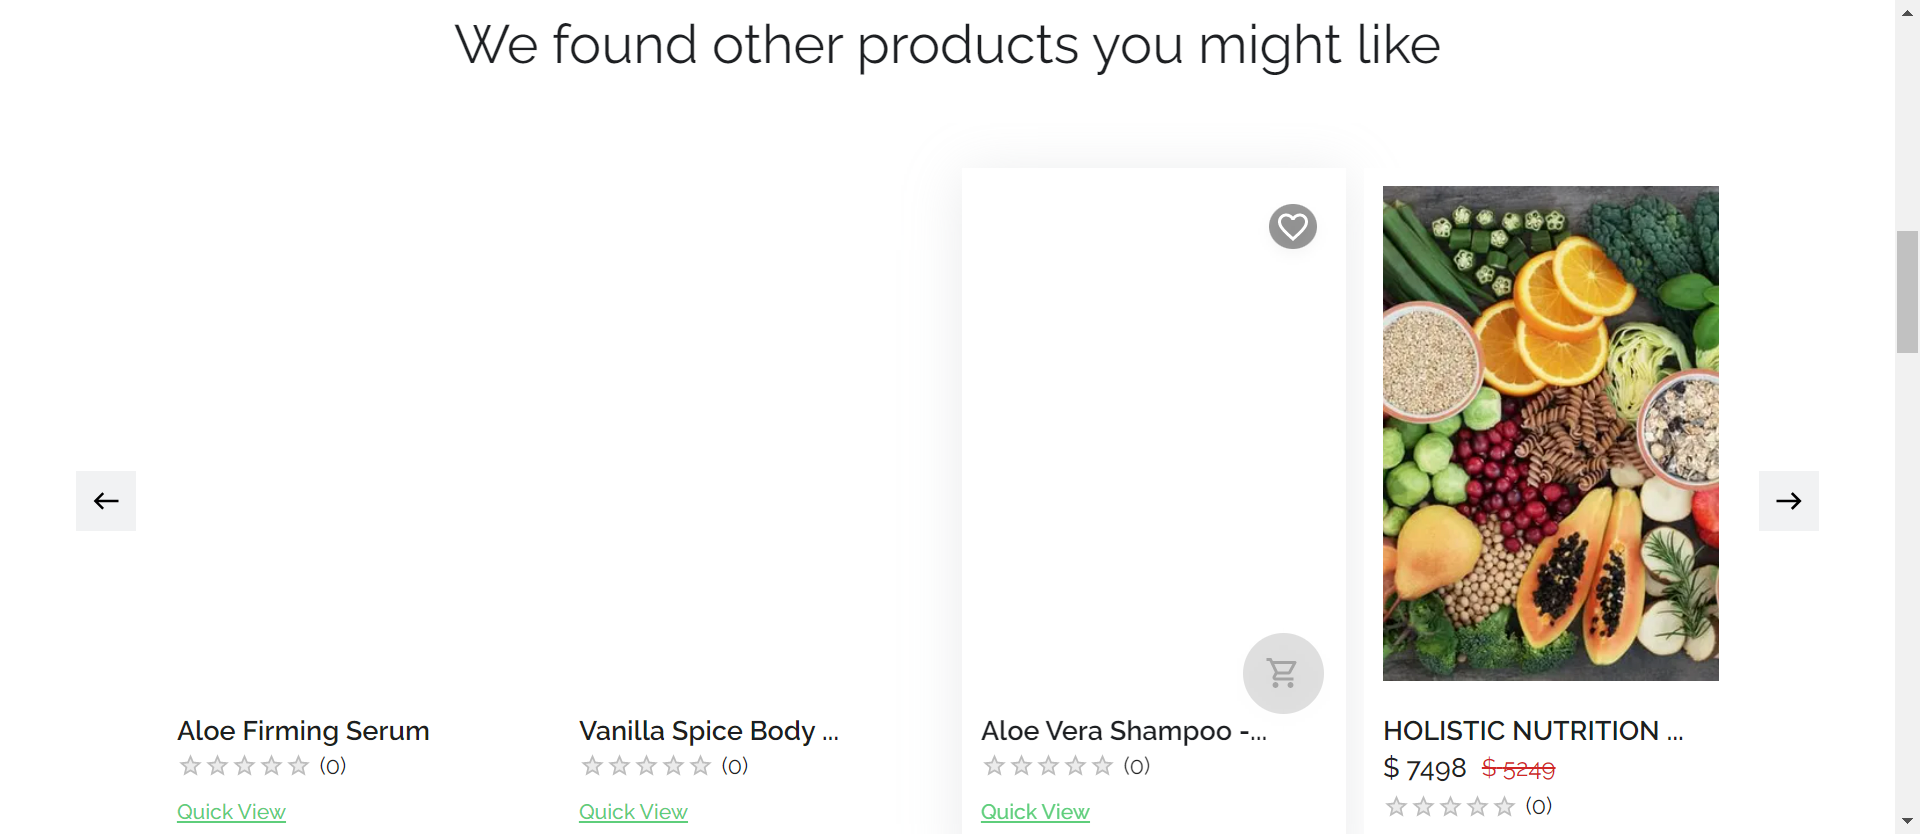 We found other products you might like
Aloe Firming Serum
(0)
Quick View
Vanilla Spice Body ...
(0)
Quick View
Aloe Vera Shampoo -...
(0)
Quick View
HOLISTIC NUTRITION ...
$ 7498 $ 5249
(0)